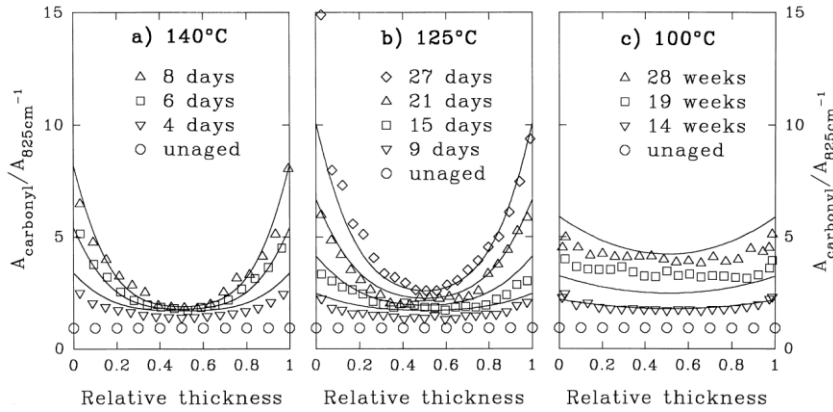 15
10
5
0
A_carbonyl/A_825cm⁻¹
a) 140°C
△ 8 days
□ 6 days
▽ 4 days
○ unaged
0 0.2 0.4 0.6 0.8 1
Relative thickness
b) 125°C
◇ 27 days
△ 21 days
□ 15 days
▽ 9 days
○ unaged
0 0.2 0.4 0.6 0.8 1
Relative thickness
c) 100°C
△ 28 weeks
□ 19 weeks
▽ 14 weeks
○ unaged
0 0.2 0.4 0.6 0.8 1
Relative thickness
15
10
5
0
A_carbonyl/A_825cm⁻¹